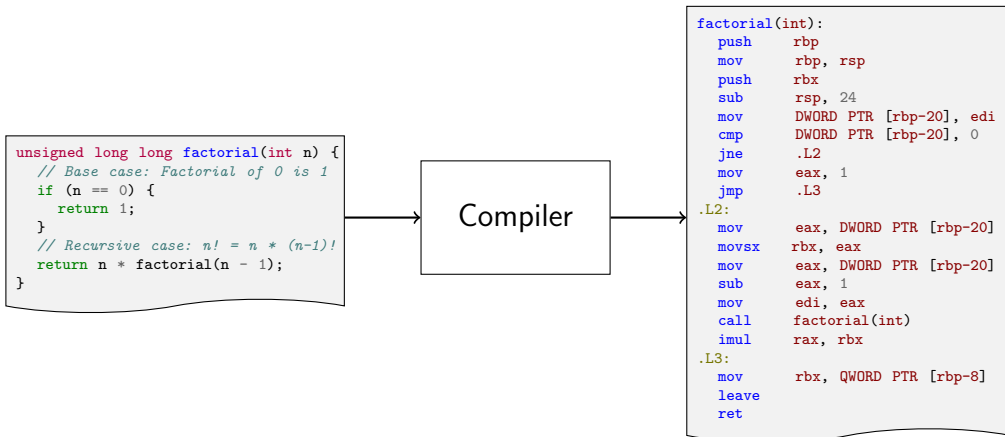 unsigned long long factorial(int n) {
// Base case: Factorial of 0 is 1
if (n == 0) {
return 1;
}
// Recursive case: n! = n * (n-1)!
return n * factorial(n - 1);
}
Compiler
factorial(int):
push rbp
mov rbp, rsp
push rbx
sub rsp, 24
mov DWORD PTR [rbp-20], edi
cmp DWORD PTR [rbp-20], 0
jne .L2
mov eax, 1
jmp .L3
.L2:
mov eax, DWORD PTR [rbp-20]
movsx rbx, eax
mov eax, DWORD PTR [rbp-20]
sub eax, 1
mov edi, eax
call factorial(int)
imul rax, rbx
.L3:
mov rbx, QWORD PTR [rbp-8]
leave
ret